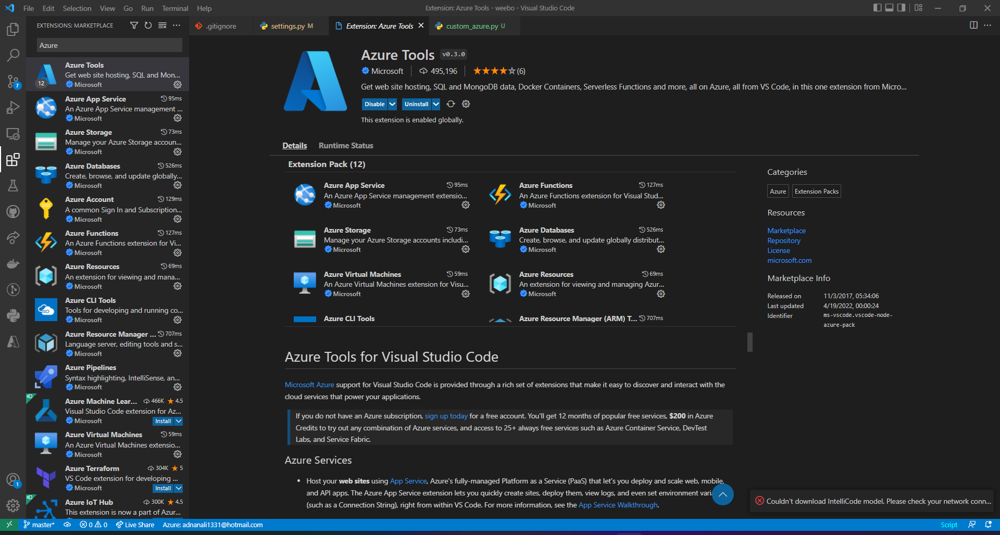 File Edit Selection View Go Run Terminal Help
Extension: Azure Tools - weebo - Visual Studio Code
EXTENSIONS: MARKETPLACE
Azure
Azure Tools
Get web site hosting, SQL and Mon...
12
Microsoft
Azure App Service 95ms
An Azure App Service management ...
Microsoft
Azure Storage 73ms
Manage your Azure Storage accoun...
Microsoft
Azure Databases 526ms
Create, browse, and update globally...
Microsoft
Azure Account 129ms
A common Sign In and Subscription...
Microsoft
Azure Functions 127ms
An Azure Functions extension for Vi...
Microsoft
Azure Resources 69ms
An extension for viewing and mana...
Microsoft
Azure CLI Tools
Tools for developing and running co...
Microsoft
Azure Resource Manager ... 707ms
Language server, editing tools and s...
Microsoft
Azure Pipelines
Syntax highlighting, IntelliSense, an...
Microsoft
Azure Machine Lear... 466K ★ 4.5
Visual Studio Code extension for Az...
Microsoft Install
Azure Virtual Machines 59ms
An Azure Virtual Machines extensio...
Microsoft
Azure Terraform 304K ★ 5
VS Code extension for developing ...
Microsoft Install
Azure IoT Hub 300K ★ 4.5
This extension is now a part of Azur...
7
1
.gitignore
settings.py M
Extension: Azure Tools
custom_azure.py U
Azure Tools v0.3.0
Microsoft 495,196 ★★★★☆(6)
Get web site hosting, SQL and MongoDB data, Docker Containers, Serverless Functions and more, all on Azure, all from VS Code, in this one extension from Micro...
Disable Uninstall
This extension is enabled globally.
Details Runtime Status
Extension Pack (12)
Azure App Service 95ms
An Azure App Service management extensio...
Microsoft
Azure Functions 127ms
An Azure Functions extension for Visual Stud...
Microsoft
Azure Storage 73ms
Manage your Azure Storage accounts includi...
Microsoft
Azure Databases 526ms
Create, browse, and update globally distribut...
Microsoft
Azure Virtual Machines 59ms
An Azure Virtual Machines extension for Visu...
Microsoft
Azure Resources 69ms
An extension for viewing and managing Azur...
Microsoft
Azure CLI Tools
Azure Resource Manager (ARM) T... 707ms
Azure Tools for Visual Studio Code
Microsoft Azure support for Visual Studio Code is provided through a rich set of extensions that make it easy to discover and interact with the
cloud services that power your applications.
If you do not have an Azure subscription, sign up today for a free account. You'll get 12 months of popular free services, $200 in Azure
Credits to try out any combination of Azure services, and access to 25+ always free services such as Azure Container Service, DevTest
Labs, and Service Fabric.
Azure Services
• Host your web sites using App Service, Azure's fully-managed Platform as a Service (PaaS) that let's you deploy and scale web, mobile,
and API apps. The Azure App Service extension lets you quickly create sites, deploy them, view logs, and even set environment
(such as a Connection String), right from within VS Code. For more information, see the App Service Walkthrough.
Categories
Azure Extension Packs
Resources
Marketplace
Repository
License
microsoft.com
Marketplace Info
Released on 11/3/2017, 05:34:06
Last updated 4/19/2022, 00:00:24
Identifier ms-vscode.vscode-node-
azure-pack
Couldn't download IntelliCode model. Please check your network conn...
master* 0 0 Live Share Azure: adnanali1331@hotmail.com Script